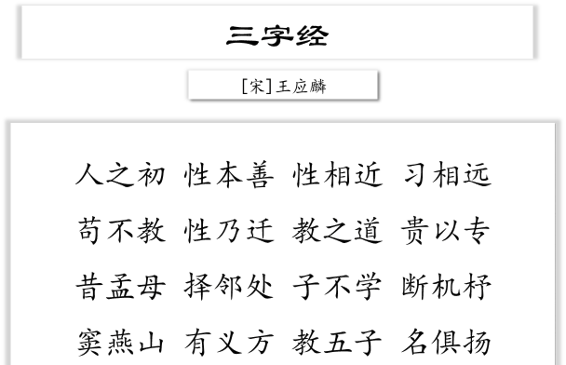 三字经
[宋]王应麟
人之初 性本善 性相近 习相远
苟不教 性乃迁 教之道 贵以专
昔孟母 择邻处 子不学 断机杼
窦燕山 有义方 教五子 名俱扬